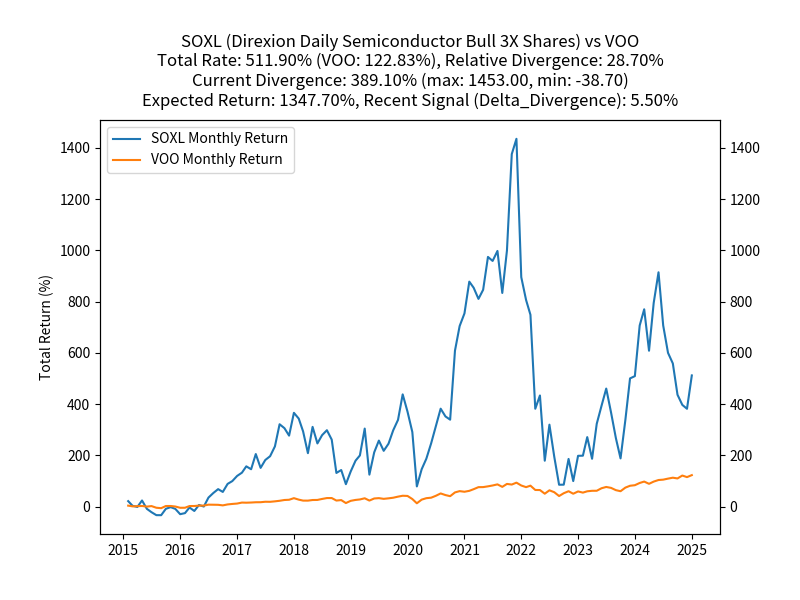 SOXL (Direxion Daily Semiconductor Bull 3X Shares) vs VOO
Total Rate: 511.90% (VOO: 122.83%), Relative Divergence: 28.70%
Current Divergence: 389.10% (max: 1453.00, min: -38.70)
Expected Return: 1347.70%, Recent Signal (Delta_Divergence): 5.50%
SOXL Monthly Return
VOO Monthly Return
Total Return (%)
1400 1400
1200 1200
1000 1000
800 800
600 600
400 400
200 200
0 0
2015 2016 2017 2018 2019 2020 2021 2022 2023 2024 2025